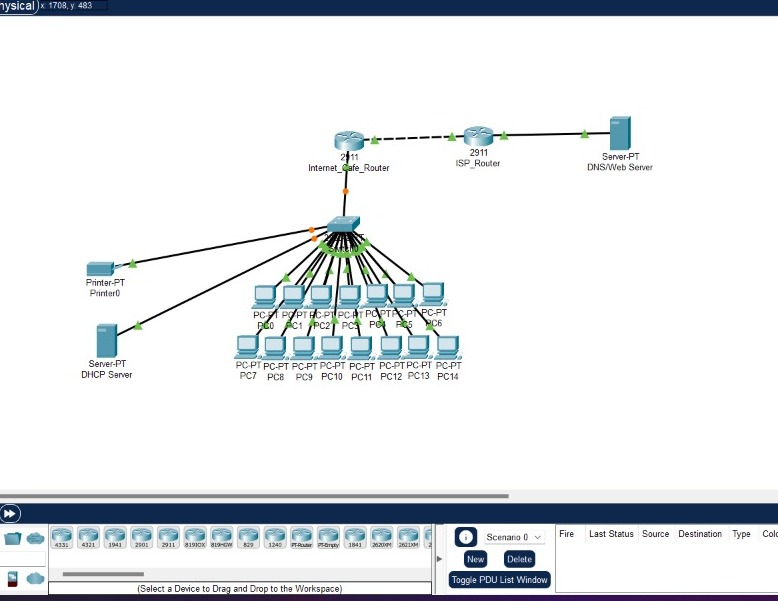 hysical x: 1708, y: 483
2911
Internet_Cafe_Router
2911
ISP_Router
Server-PT
DNS/Web Server
Printer-PT
Printer0
Server-PT
DHCP Server
PC-PT PC-PT PC-PT PC-PT PC-PT PC-PT PC-PT
PC0 PC1 PC2 PC3 PC4 PC5 PC6
PC-PT PC-PT PC-PT PC-PT PC-PT PC-PT PC-PT PC-PT
PC7 PC8 PC9 PC10 PC11 PC12 PC13 PC14
4331 4321 1941 2901 2911 819IOX 819HGW 829 1240 PT-Router PT-Empty 1841 2620XM 2621XM 2
(Select a Device to Drag and Drop to the Workspace)
Scenario 0
New Delete
Toggle PDU List Window
Fire Last Status Source Destination Type Colo